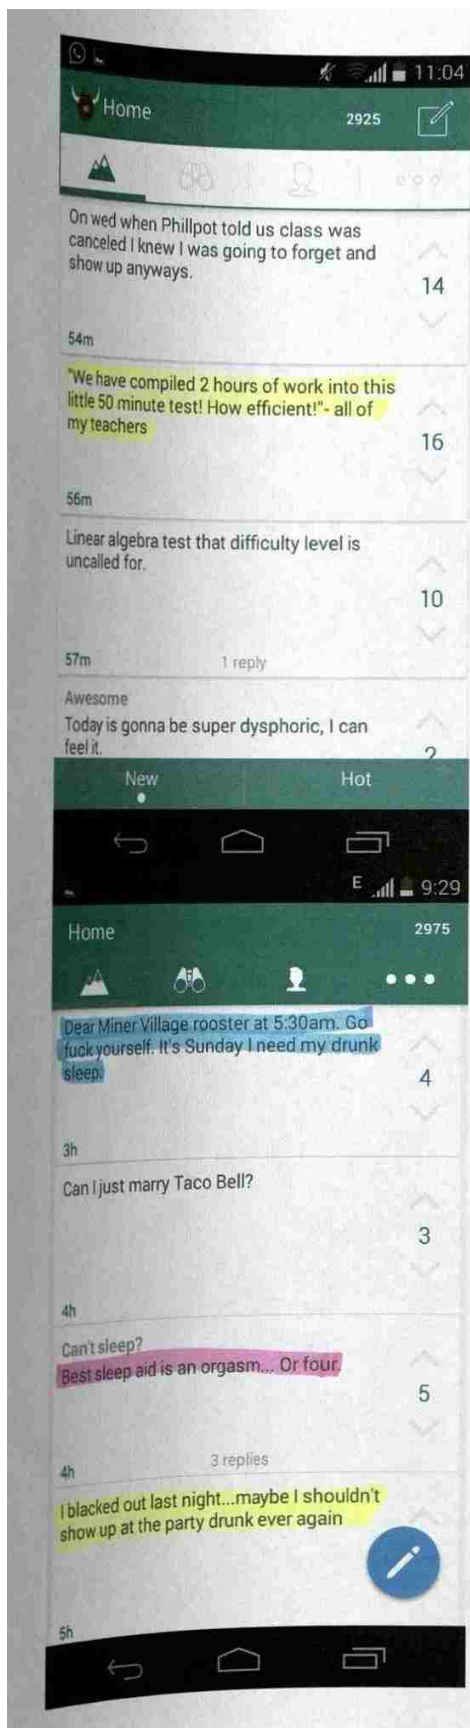 11:04
Home
2925
On wed when Phillpot told us class was
canceled I knew I was going to forget and
show up anyways.
14
54m
"We have compiled 2 hours of work into this
little 50 minute test! How efficient!"- all of
my teachers
16
56m
Linear algebra test that difficulty level is
uncalled for.
10
57m
1 reply
Awesome
Today is gonna be super dysphoric, I can
feel it.
2
New
Hot
E
9:29
Home
2975
Dear Miner Village rooster at 5:30am. Go
fuck yourself. It's Sunday I need my drunk
sleep.
4
3h
Can I just marry Taco Bell?
3
4h
Can't sleep?
Best sleep aid is an orgasm... Or four.
5
4h
3 replies
I blacked out last night...maybe I shouldn't
show up at the party drunk ever again
5h